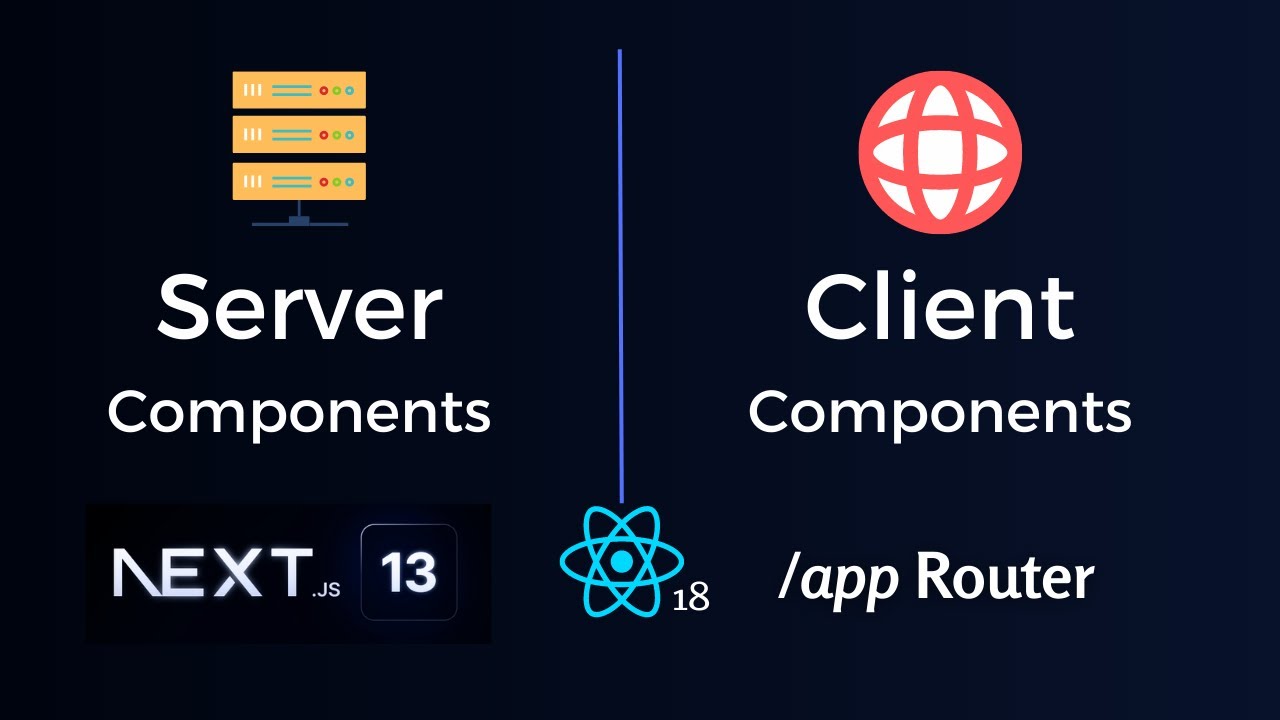 Server
Components
Client
Components
NEXT.JS 13
18
/app Router